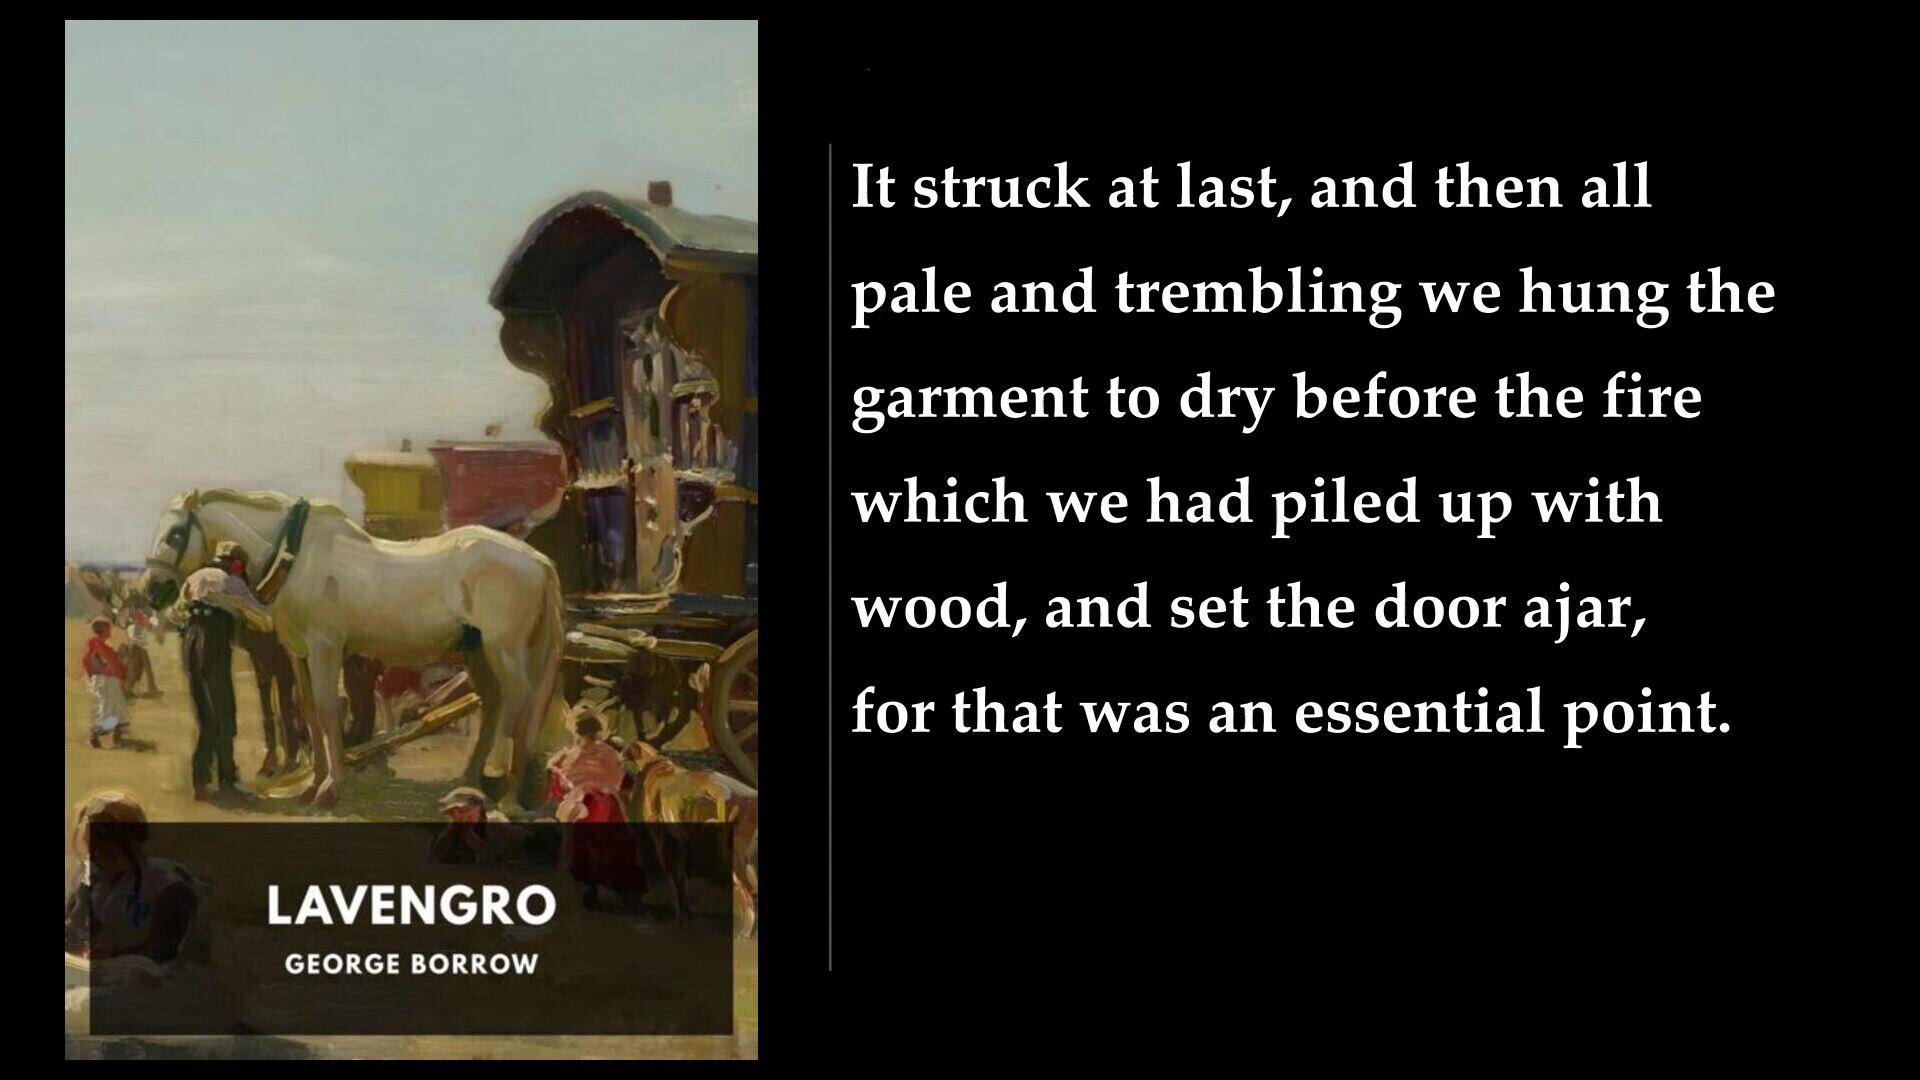 LAVENGRO
GEORGE BORROW
It struck at last, and then all
pale and trembling we hung the
garment to dry before the fire
which we had piled up with
wood, and set the door ajar,
for that was an essential point.